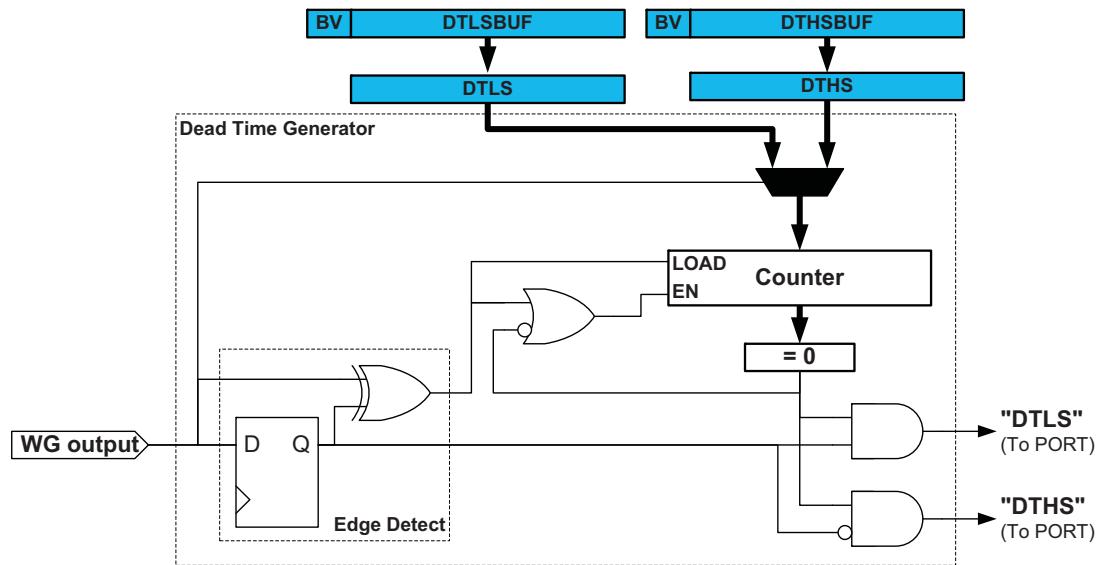 BV DTLSBUF BV DTHSBUF
DTLS DTHS
Dead Time Generator
LOAD
Counter
EN
= 0
"DTLS"
(To PORT)
WG output
D Q
"DTHS"
(To PORT)
Edge Detect